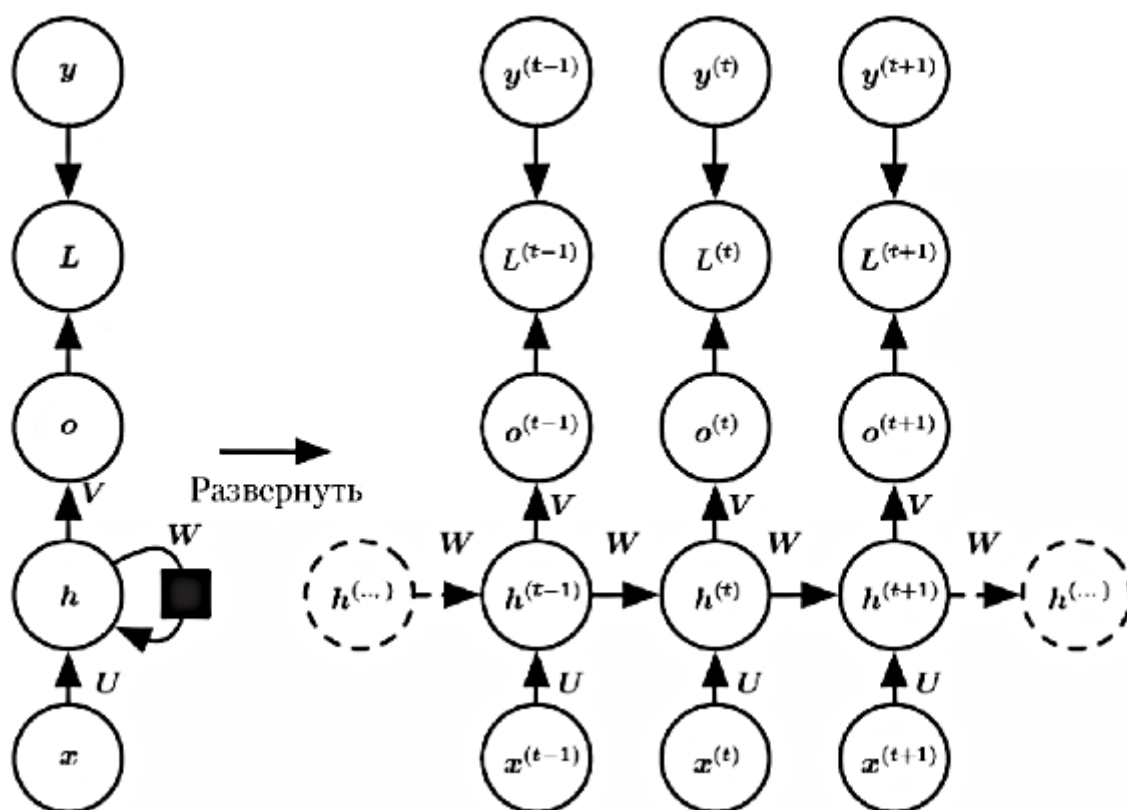 y y^(t−1) y^(t) y^(t+1)
L L^(t−1) L^(t) L^(t+1)
o o^(t−1) o^(t) o^(t+1)
Развернуть
V V V V
W W W W W
h h^(...) h^(t−1) h^(t) h^(t+1) h^(...)
U U U U
x x^(t−1) x^(t) x^(t+1)